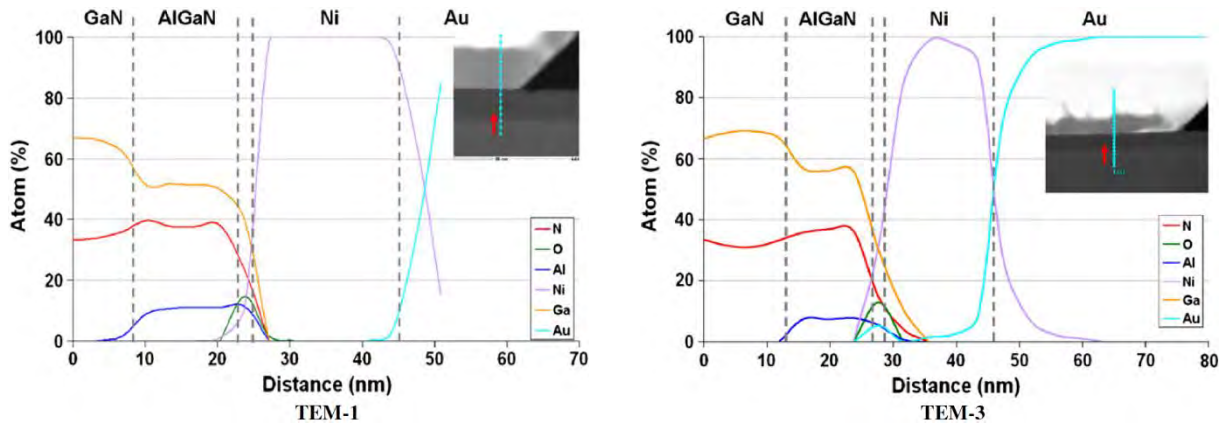 GaN AlGaN Ni Au
100
80
60
40
20
0
Atom (%)
0 10 20 30 40 50 60 70
Distance (nm)
N
O
Al
Ni
Ga
Au
TEM-1
GaN AlGaN Ni Au
100
80
60
40
20
0
Atom (%)
0 10 20 30 40 50 60 70 80
Distance (nm)
N
O
Al
Ni
Ga
Au
TEM-3